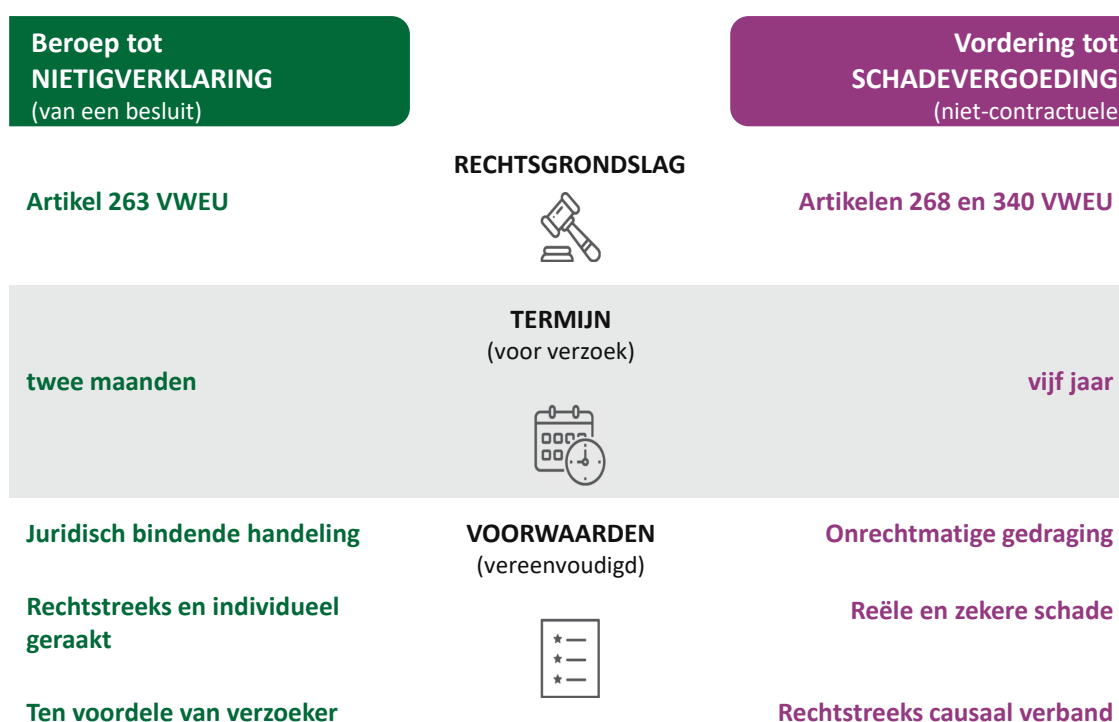 Beroep tot
NIETIGVERKLARING
(van een besluit)
Vordering tot
SCHADEVERGOEDING
(niet-contractuele
RECHTSGRONDSLAG
Artikel 263 VWEU
Artikelen 268 en 340 VWEU
TERMIJN
(voor verzoek)
twee maanden
vijf jaar
Juridisch bindende handeling
VOORWAARDEN
(vereenvoudigd)
Onrechtmatige gedraging
Rechtstreeks en individueel
geraakt
Reële en zekere schade
Ten voordele van verzoeker
Rechtstreeks causaal verband